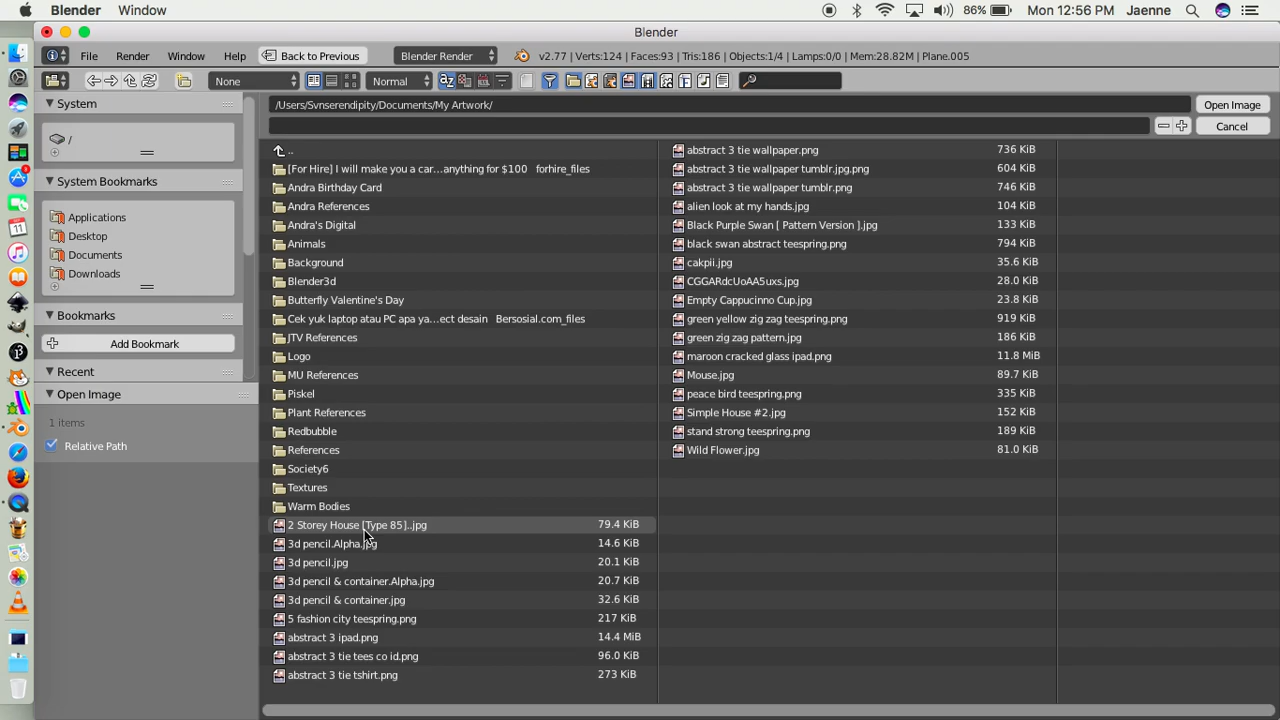 Blender Window 86% Mon 12:56 PM Jaenne
Blender
File Render Window Help Back to Previous Blender Render v2.77 | Verts:124 | Faces:93 | Tris:186 | Objects:1/4 | Lamps:0/0 | Mem:28.82M | Plane.005
None Normal
System
/
System Bookmarks
Applications
Desktop
Documents
Downloads
Bookmarks
Add Bookmark
Recent
Open Image
1 items
Relative Path
/Users/Svnserendipity/Documents/My Artwork/ Open Image
Cancel
..
[For Hire] I will make you a car...anything for $100 forhire_files
Andra Birthday Card
Andra References
Andra's Digital
Animals
Background
Blender3d
Butterfly Valentine's Day
Cek yuk laptop atau PC apa ya...ect desain Bersosial.com_files
JTV References
Logo
MU References
Piskel
Plant References
Redbubble
References
Society6
Textures
Warm Bodies
2 Storey House [Type 85]..jpg 79.4 KiB
3d pencil.Alpha.jpg 14.6 KiB
3d pencil.jpg 20.1 KiB
3d pencil & container.Alpha.jpg 20.7 KiB
3d pencil & container.jpg 32.6 KiB
5 fashion city teespring.png 217 KiB
abstract 3 ipad.png 14.4 MiB
abstract 3 tie tees co id.png 96.0 KiB
abstract 3 tie tshirt.png 273 KiB
abstract 3 tie wallpaper.png 736 KiB
abstract 3 tie wallpaper tumblr.jpg.png 604 KiB
abstract 3 tie wallpaper tumblr.png 746 KiB
alien look at my hands.jpg 104 KiB
Black Purple Swan [ Pattern Version ].jpg 133 KiB
black swan abstract teespring.png 794 KiB
cakpii.jpg 35.6 KiB
CGGARdcUoAA5uxs.jpg 28.0 KiB
Empty Cappucinno Cup.jpg 23.8 KiB
green yellow zig zag teespring.png 919 KiB
green zig zag pattern.jpg 186 KiB
maroon cracked glass ipad.png 11.8 MiB
Mouse.jpg 89.7 KiB
peace bird teespring.png 335 KiB
Simple House #2.jpg 152 KiB
stand strong teespring.png 189 KiB
Wild Flower.jpg 81.0 KiB